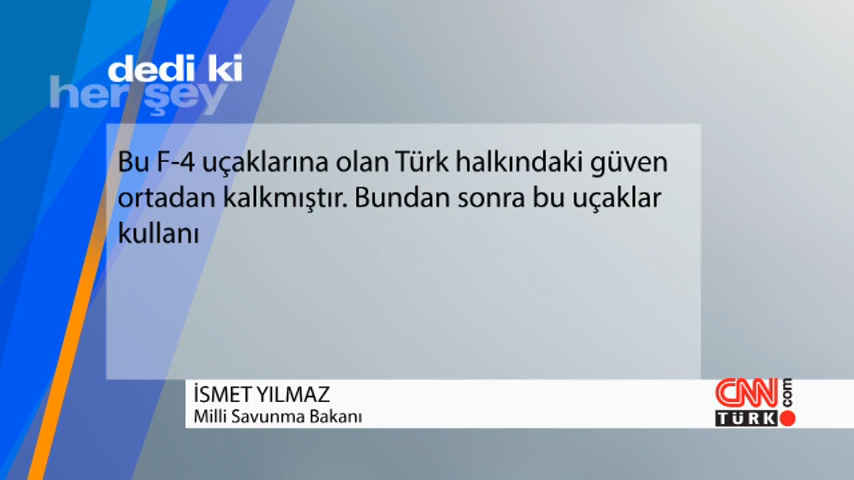 dedi ki
her şey
Bu F-4 uçaklarına olan Türk halkındaki güven
ortadan kalkmıştır. Bundan sonra bu uçaklar
kullanı
İSMET YILMAZ
Milli Savunma Bakanı
CNN
TÜRK
.com